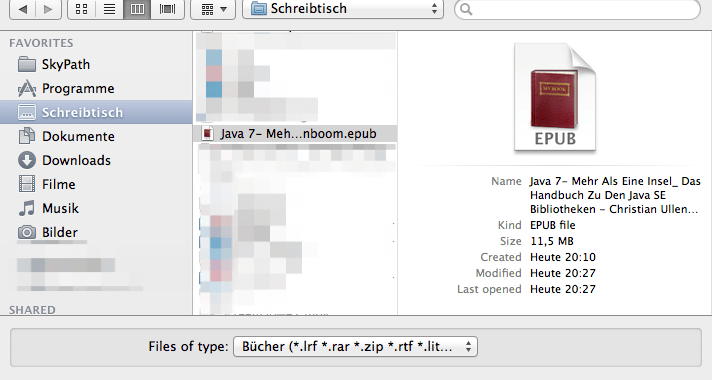 Schreibtisch
FAVORITES
SkyPath
Programme
Schreibtisch
Dokumente
Downloads
Filme
Musik
Bilder
SHARED
Java 7- Meh...nboom.epub
MY BOOK
EPUB
Name Java 7- Mehr Als Eine Insel_ Das
Handbuch Zu Den Java SE
Bibliotheken - Christian Ullen...
Kind EPUB file
Size 11,5 MB
Created Heute 20:10
Modified Heute 20:27
Last opened Heute 20:27
Files of type: Bücher (*.lrf *.rar *.zip *.rtf *.lit...